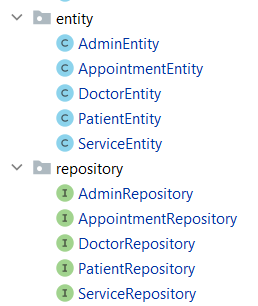 entity
C AdminEntity
C AppointmentEntity
C DoctorEntity
C PatientEntity
C ServiceEntity
repository
I AdminRepository
I AppointmentRepository
I DoctorRepository
I PatientRepository
I ServiceRepository